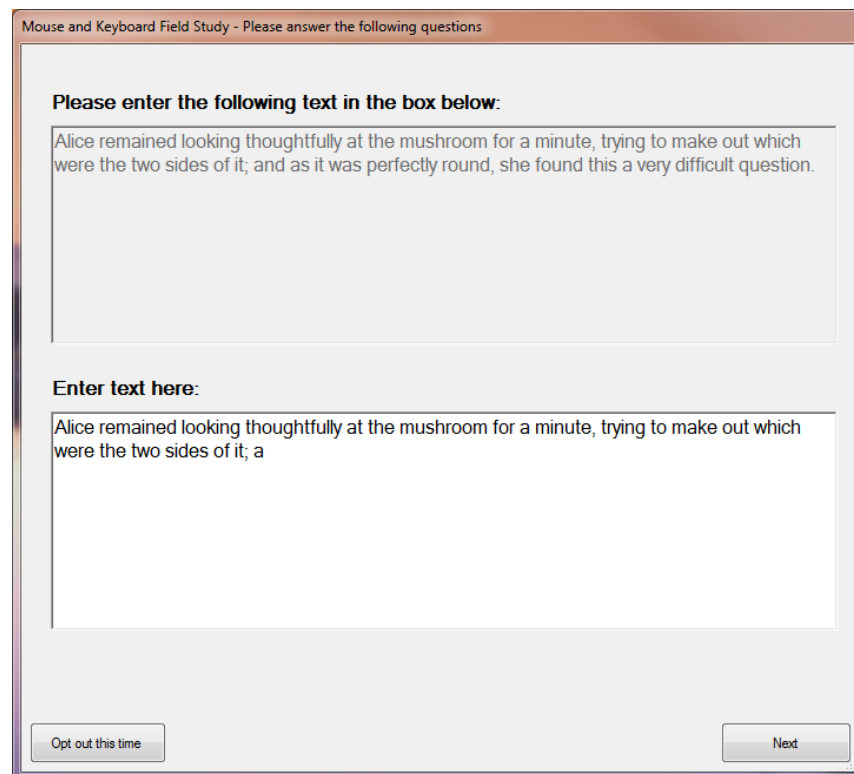 Mouse and Keyboard Field Study - Please answer the following questions
Please enter the following text in the box below:
Alice remained looking thoughtfully at the mushroom for a minute, trying to make out which
were the two sides of it; and as it was perfectly round, she found this a very difficult question.
Enter text here:
Alice remained looking thoughtfully at the mushroom for a minute, trying to make out which
were the two sides of it; a
Opt out this time
Next